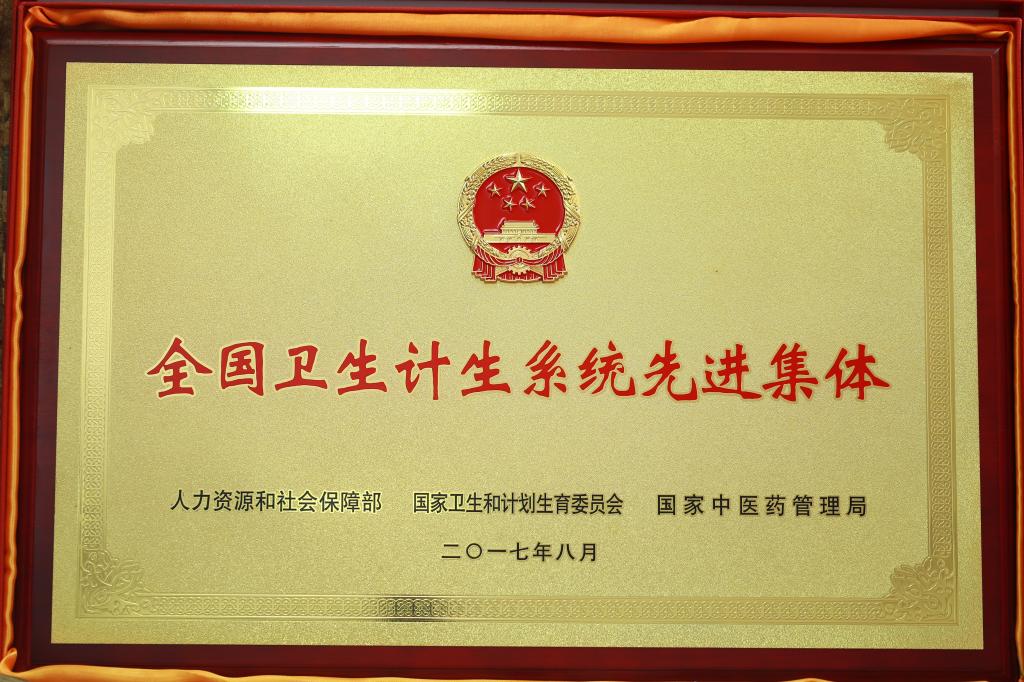 全国卫生计生系统先进集体
人力资源和社会保障部 国家卫生和计划生育委员会 国家中医药管理局
二〇一七年八月